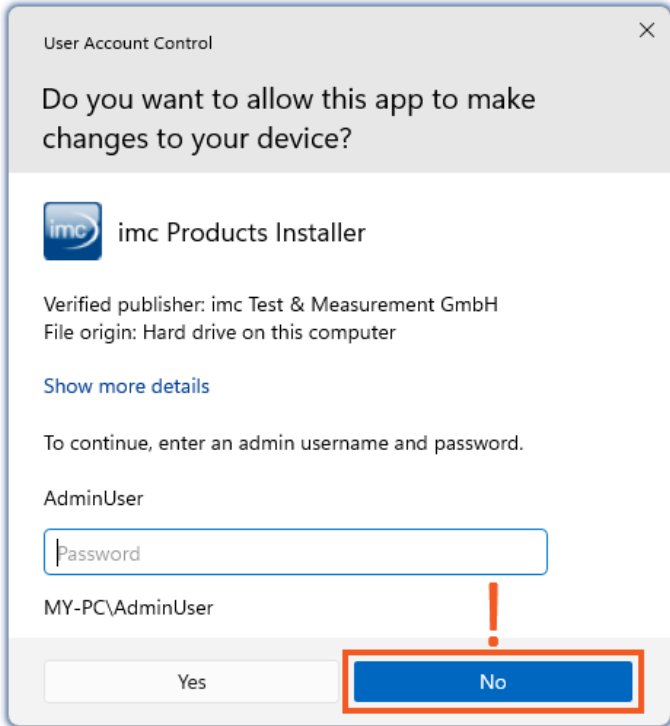 User Account Control
Do you want to allow this app to make
changes to your device?
imc
imc Products Installer
Verified publisher: imc Test & Measurement GmbH
File origin: Hard drive on this computer
Show more details
To continue, enter an admin username and password.
AdminUser
Password
MY-PC\AdminUser
!
Yes
No